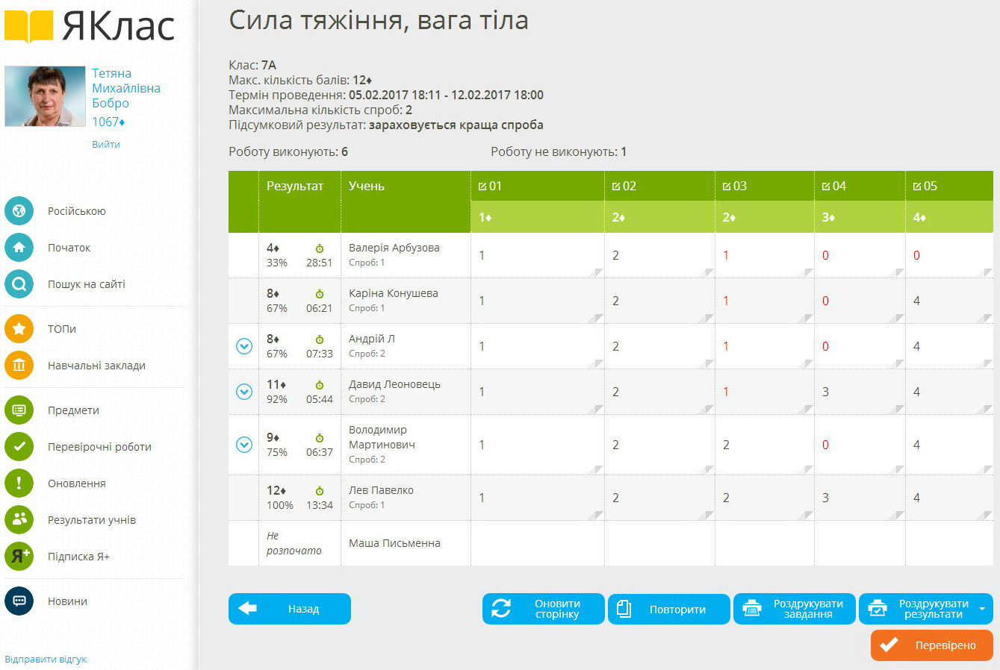 ЯКлас
Тетяна
Михайлівна
Бобро
1067♦
Вийти
Російською
Початок
Пошук на сайті
ТОПи
Навчальні заклади
Предмети
Перевірочні роботи
Оновлення
Результати учнів
Я+ Підписка Я+
Новини
Відправити відгук
Сила тяжіння, вага тіла
Клас: 7А
Макс. кількість балів: 12♦
Термін проведення: 05.02.2017 18:11 - 12.02.2017 18:00
Максимальна кількість спроб: 2
Підсумковий результат: зараховується краща спроба
Роботу виконують: 6 Роботу не виконують: 1
Результат Учень 01 02 03 04 05
1♦ 2♦ 2♦ 3♦ 4♦
4♦ Валерія Арбузова 1 2 1 0 0
33% 28:51 Спроб: 1
8♦ Каріна Конушева 1 2 1 0 4
67% 06:21 Спроб: 1
8♦ Андрій Л 1 2 1 0 4
67% 07:33 Спроб: 2
11♦ Давид Леоновець 1 2 1 3 4
92% 05:44 Спроб: 2
9♦ Володимир
Мартинович 1 2 2 0 4
75% 06:37 Спроб: 2
12♦ Лев Павелко 1 2 2 3 4
100% 13:34 Спроб: 1
Не
розпочато Маша Письменна
Назад
Оновити
сторінку
Повторити
Роздрукувати
завдання
Роздрукувати
результати
Перевірено